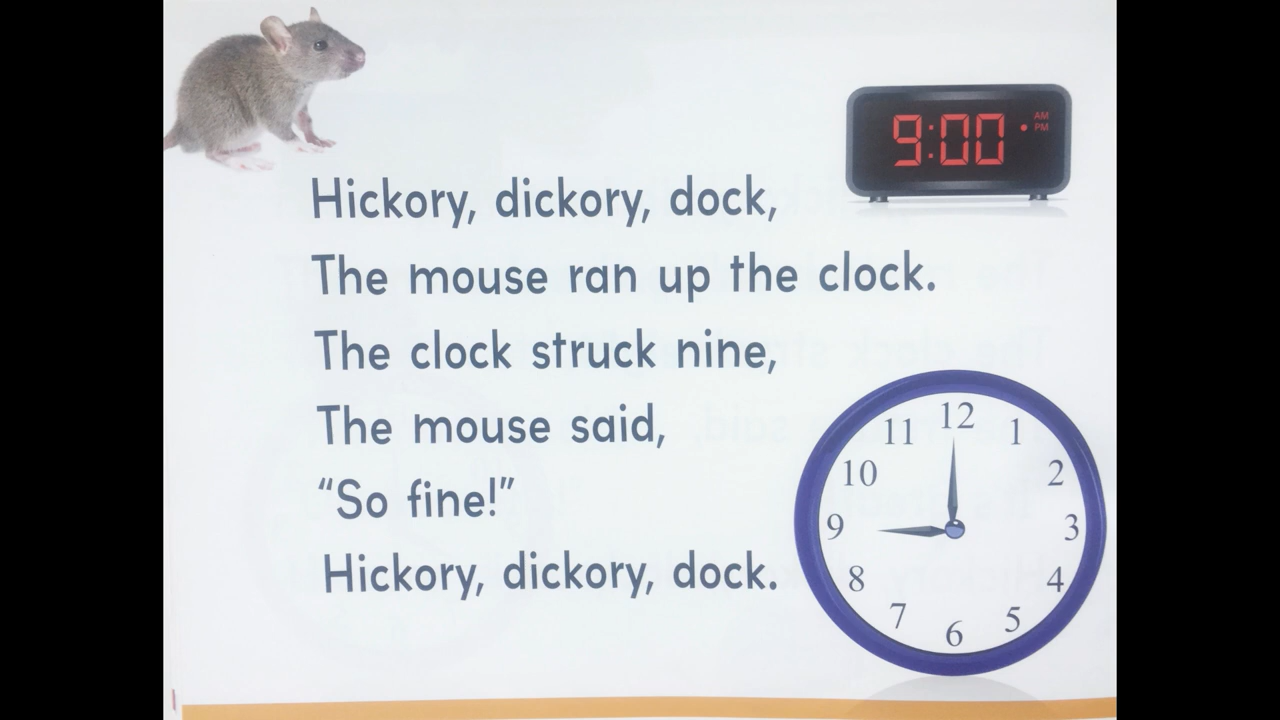 9:00
AM
PM
Hickory, dickory, dock,
The mouse ran up the clock.
The clock struck nine,
The mouse said,
“So fine!”
Hickory, dickory, dock.
12
11 1
10 2
9 3
8 4
7 5
6